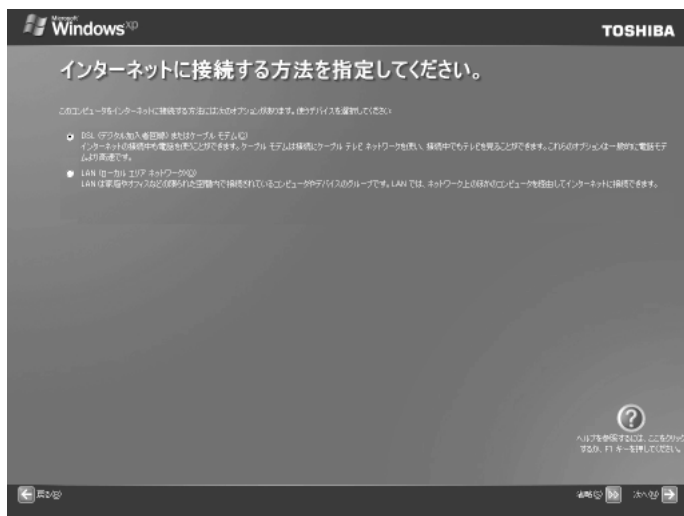 Microsoft
Windows xp
TOSHIBA
インターネットに接続する方法を指定してください。
このコンピュータをインターネットに接続する方法には次のオプションがあります。使うデバイスを選択してください
DSL (デジタル加入者回線) またはケーブル モデム(C)
インターネットの接続中も電話を使うことができます。ケーブル モデムは接続にケーブル テレビ ネットワークを使い、接続中でもテレビを見ることができます。これらのオプションは一般的に電話モデ
ムより高速です。
LAN (ローカル エリア ネットワーク)(O)
LAN は家庭やオフィスなどの限られた空間内で接続されているコンピュータやデバイスのグループです。LAN では、ネットワーク上のほかのコンピュータを経由してインターネットに接続できます。
ヘルプを参照するには、ここをクリック
するか、F1 キーを押してください。
戻る(B)
省略(S)
次へ(N)